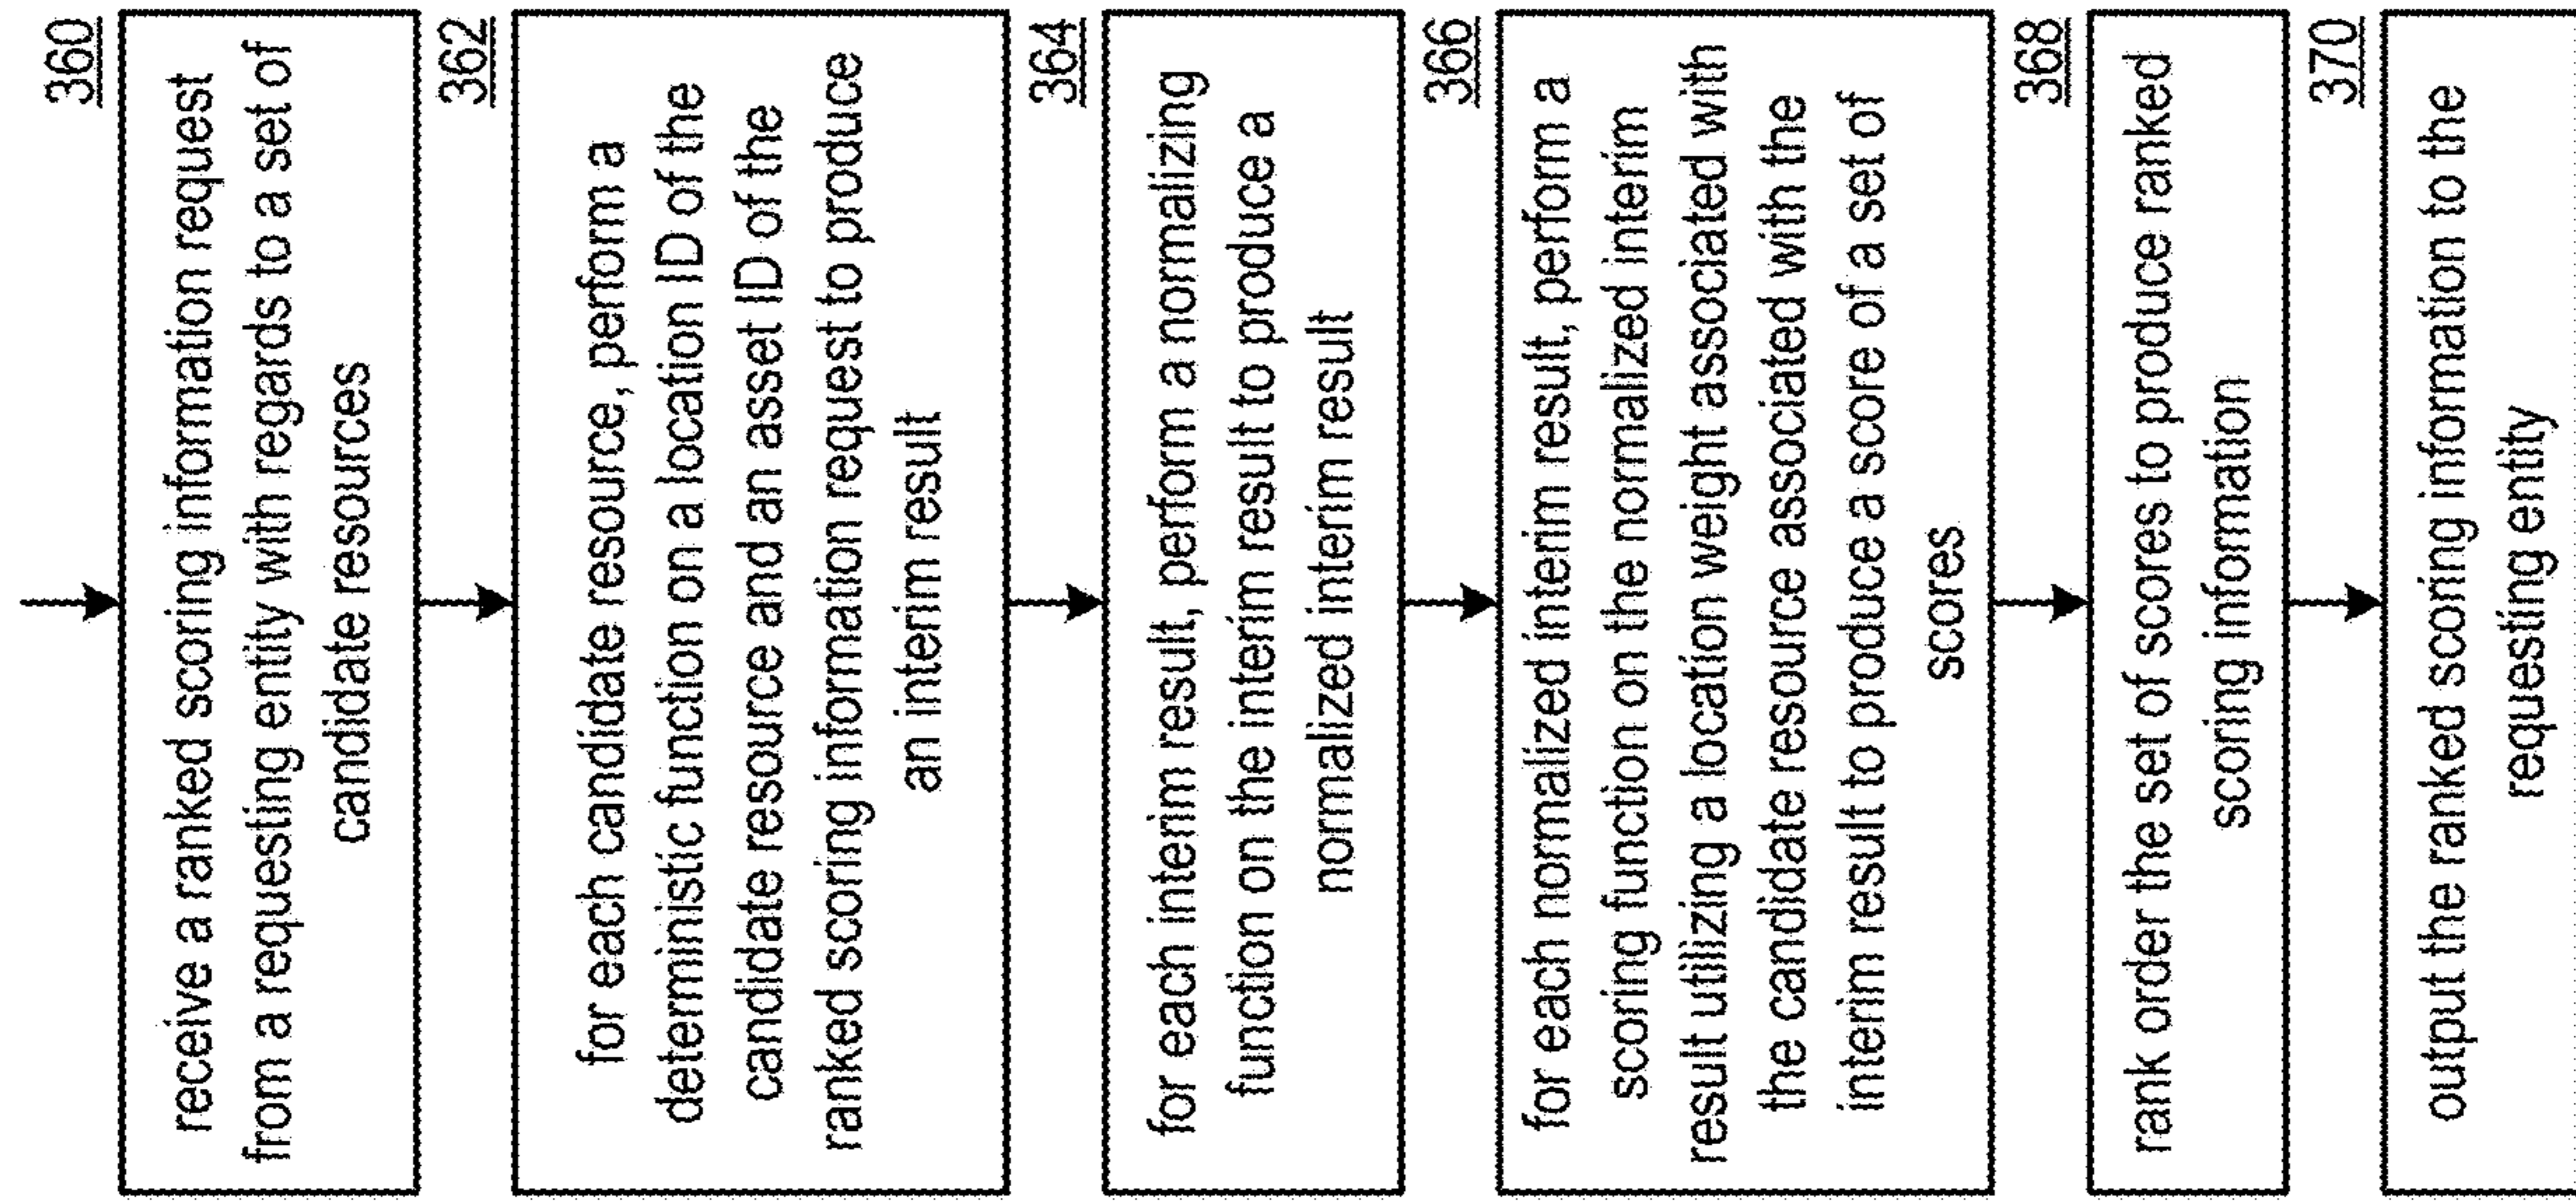 360
receive a ranked scoring information request
from a requesting entity with regards to a set of
candidate resources
362
for each candidate resource, perform a
deterministic function on a location ID of the
candidate resource and an asset ID of the
ranked scoring information request to produce
an interim result
364
for each interim result, perform a normalizing
function on the interim result to produce a
normalized interim result
366
for each normalized interim result, perform a
scoring function on the normalized interim
result utilizing a location weight associated with
the candidate resource associated with the
interim result to produce a score of a set of
scores
368
rank order the set of scores to produce ranked
scoring information
370
output the ranked scoring information to the
requesting entity